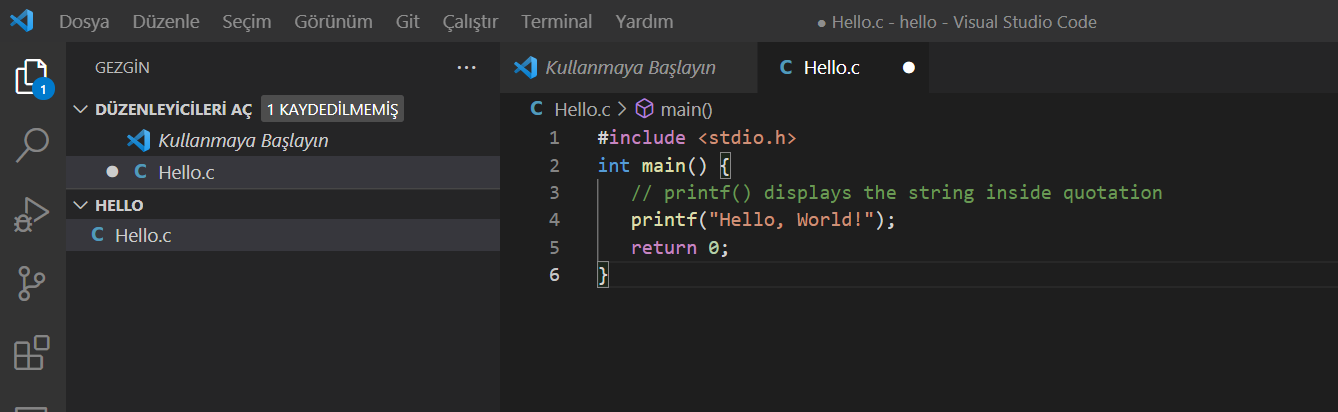 Dosya Düzenle Seçim Görünüm Git Çalıştır Terminal Yardım ● Hello.c - hello - Visual Studio Code
GEZGİN ···
DÜZENLEYİCİLERİ AÇ 1 KAYDEDİLMEMİŞ
Kullanmaya Başlayın
● C Hello.c
HELLO
C Hello.c
1
Kullanmaya Başlayın C Hello.c ●
C Hello.c > main()
1 #include <stdio.h>
2 int main() {
3 // printf() displays the string inside quotation
4 printf("Hello, World!");
5 return 0;
6 }